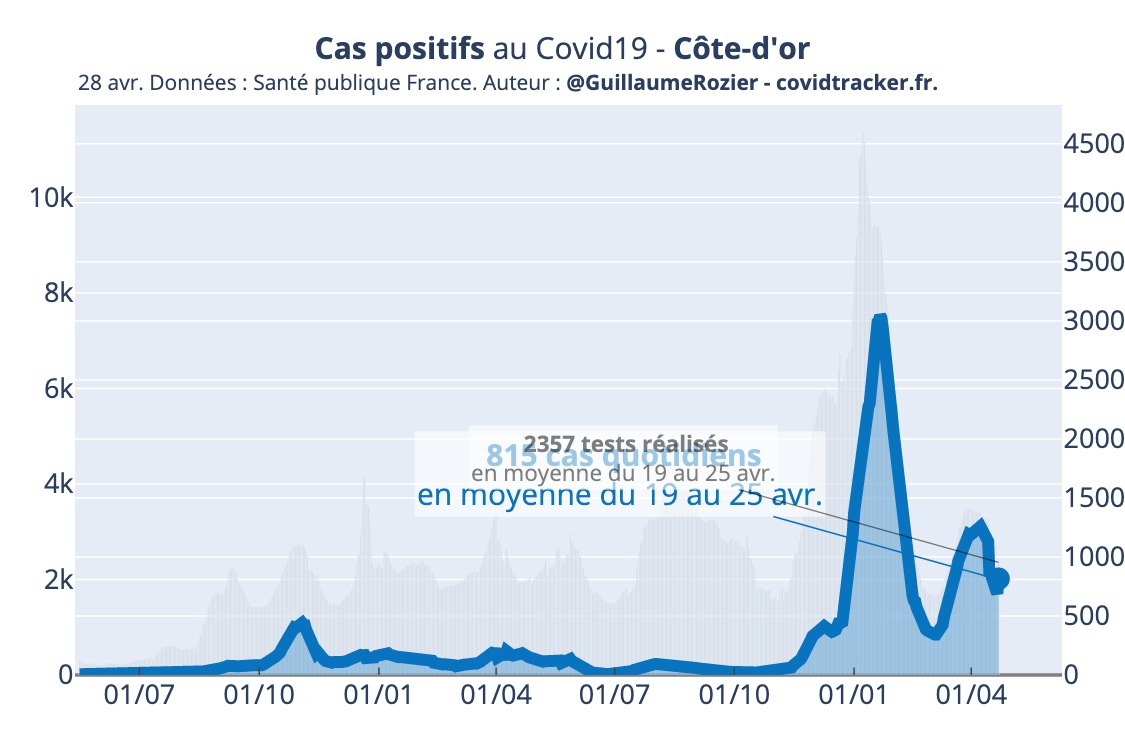 Cas positifs au Covid19 - Côte-d'or
28 avr. Données : Santé publique France. Auteur : @GuillaumeRozier - covidtracker.fr.
4500
10k
4000
3500
8k
3000
6k
2500
2000
2357 tests réalisés
815 cas quotidiens
en moyenne du 19 au 25 avr.
4k
en moyenne du 19 au 25 avr.
1500
1000
2k
500
0
0
01/07
01/10
01/01
01/04
01/07
01/10
01/01
01/04